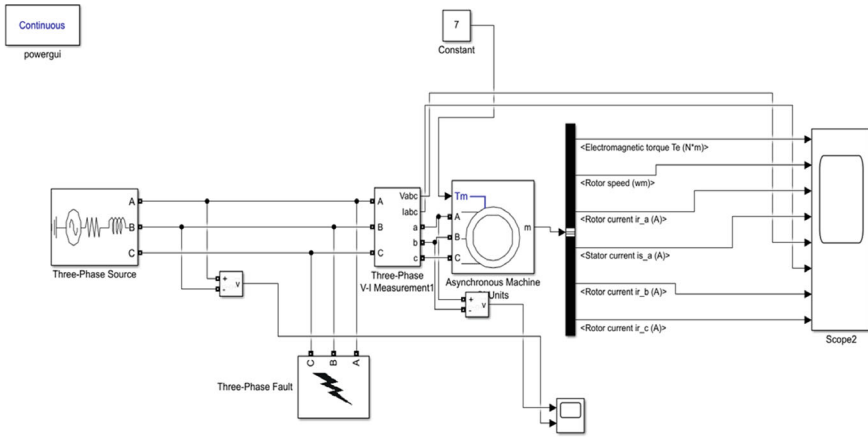 Continuous
powergui
7
Constant
<Electromagnetic torque Te (N*m)>
<Rotor speed (wm)>
<Rotor current ir_a (A)>
<Stator current is_a (A)>
<Rotor current ir_b (A)>
<Rotor current ir_c (A)>
Scope2
A
B
C
Three-Phase Source
A
B
C
Vabc
Iabc
a
b
c
Three-Phase
V-I Measurement1
Tm
A
B
C
m
Asynchronous Machine
Units
+
-
v
+
-
v
C
B
A
Three-Phase Fault